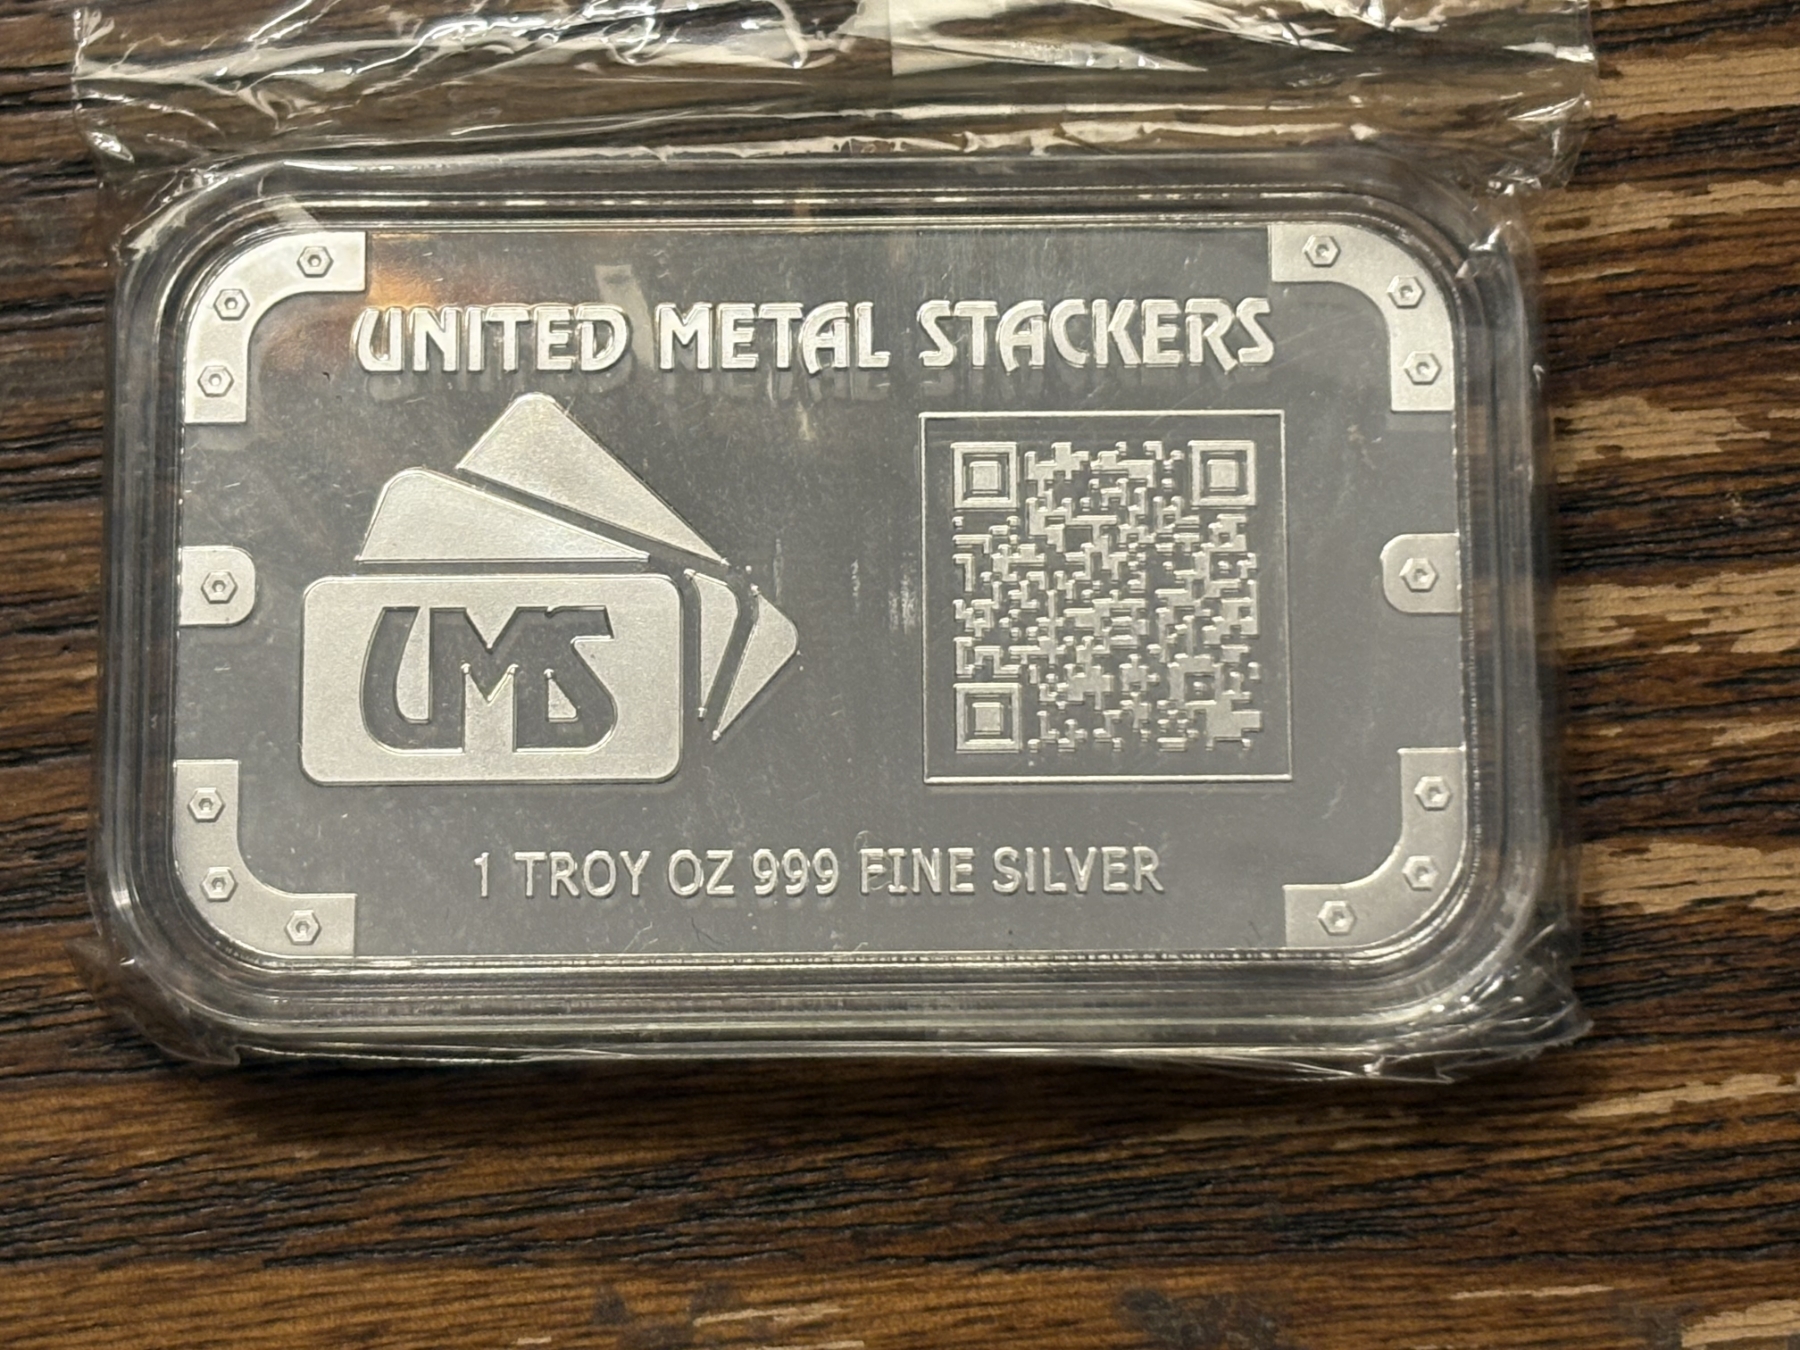 UNITED METAL STACKERS
UMS
1 TROY OZ 999 FINE SILVER